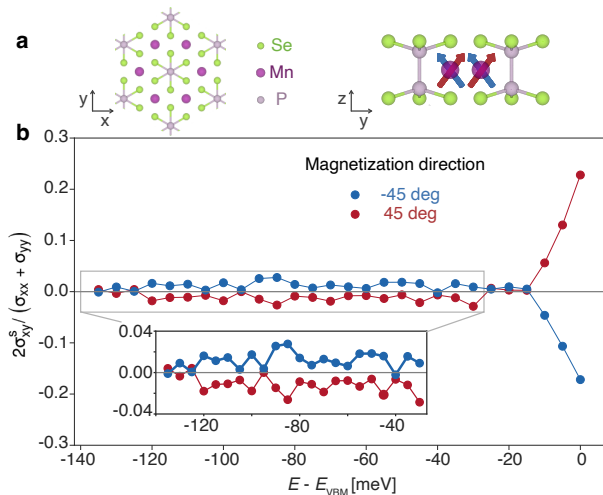 a
Se
Mn
P
y
x
z
y
b
Magnetization direction
-45 deg
45 deg
2σˢxy/ (σxx + σyy)
0.3
0.2
0.1
0.0
-0.1
-0.2
-0.3
0.04
0.00
-0.04
-120
-80
-40
-140
-120
-100
-80
-60
-40
-20
0
E - EVBM [meV]